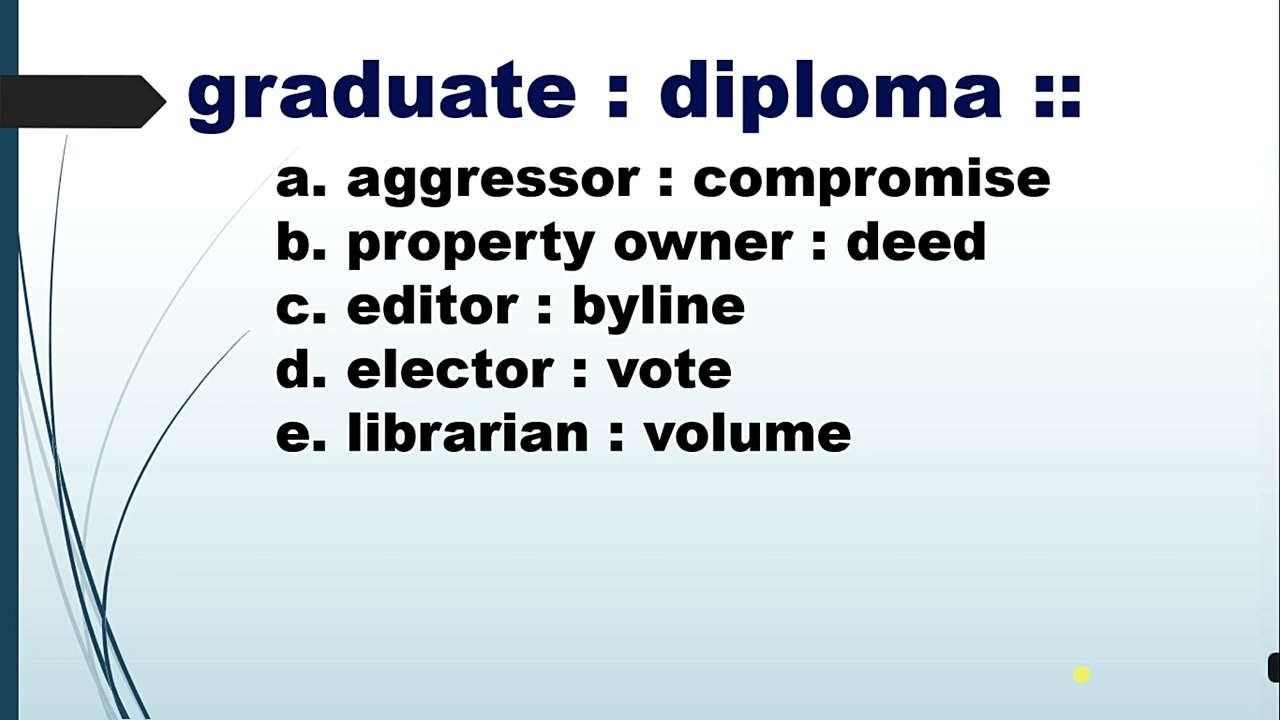 graduate : diploma ::
a. aggressor : compromise
b. property owner : deed
c. editor : byline
d. elector : vote
e. librarian : volume